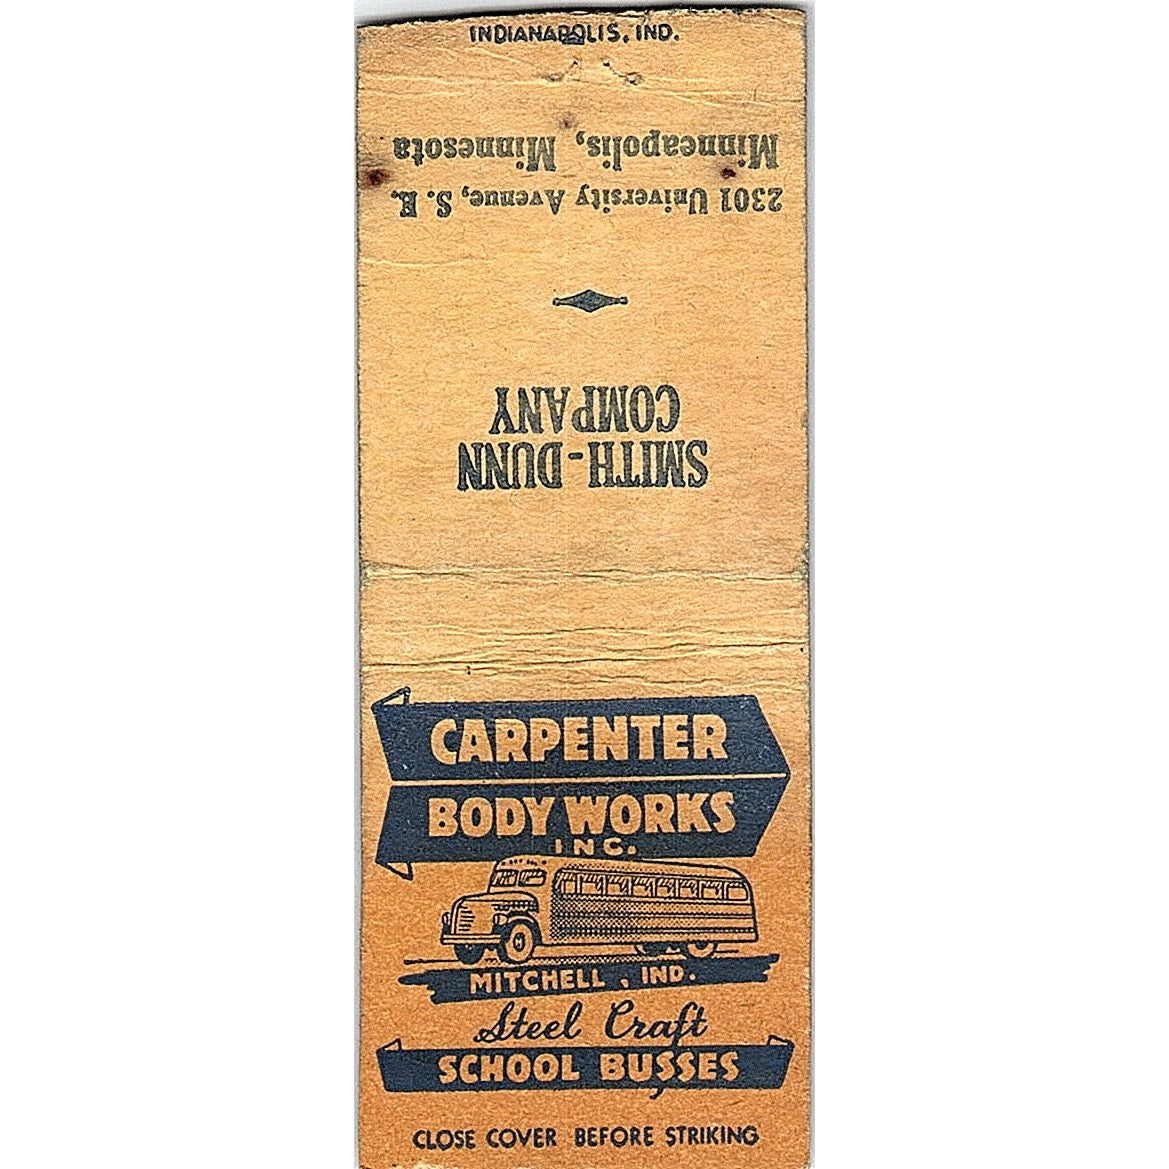 INDIANAPOLIS, IND.
SMITH-DUNN
COMPANY
2301 University Avenue, S. E.
Minneapolis, Minnesota
CARPENTER
BODY WORKS
INC.
MITCHELL, IND.
Steel Craft
SCHOOL BUSSES
CLOSE COVER BEFORE STRIKING